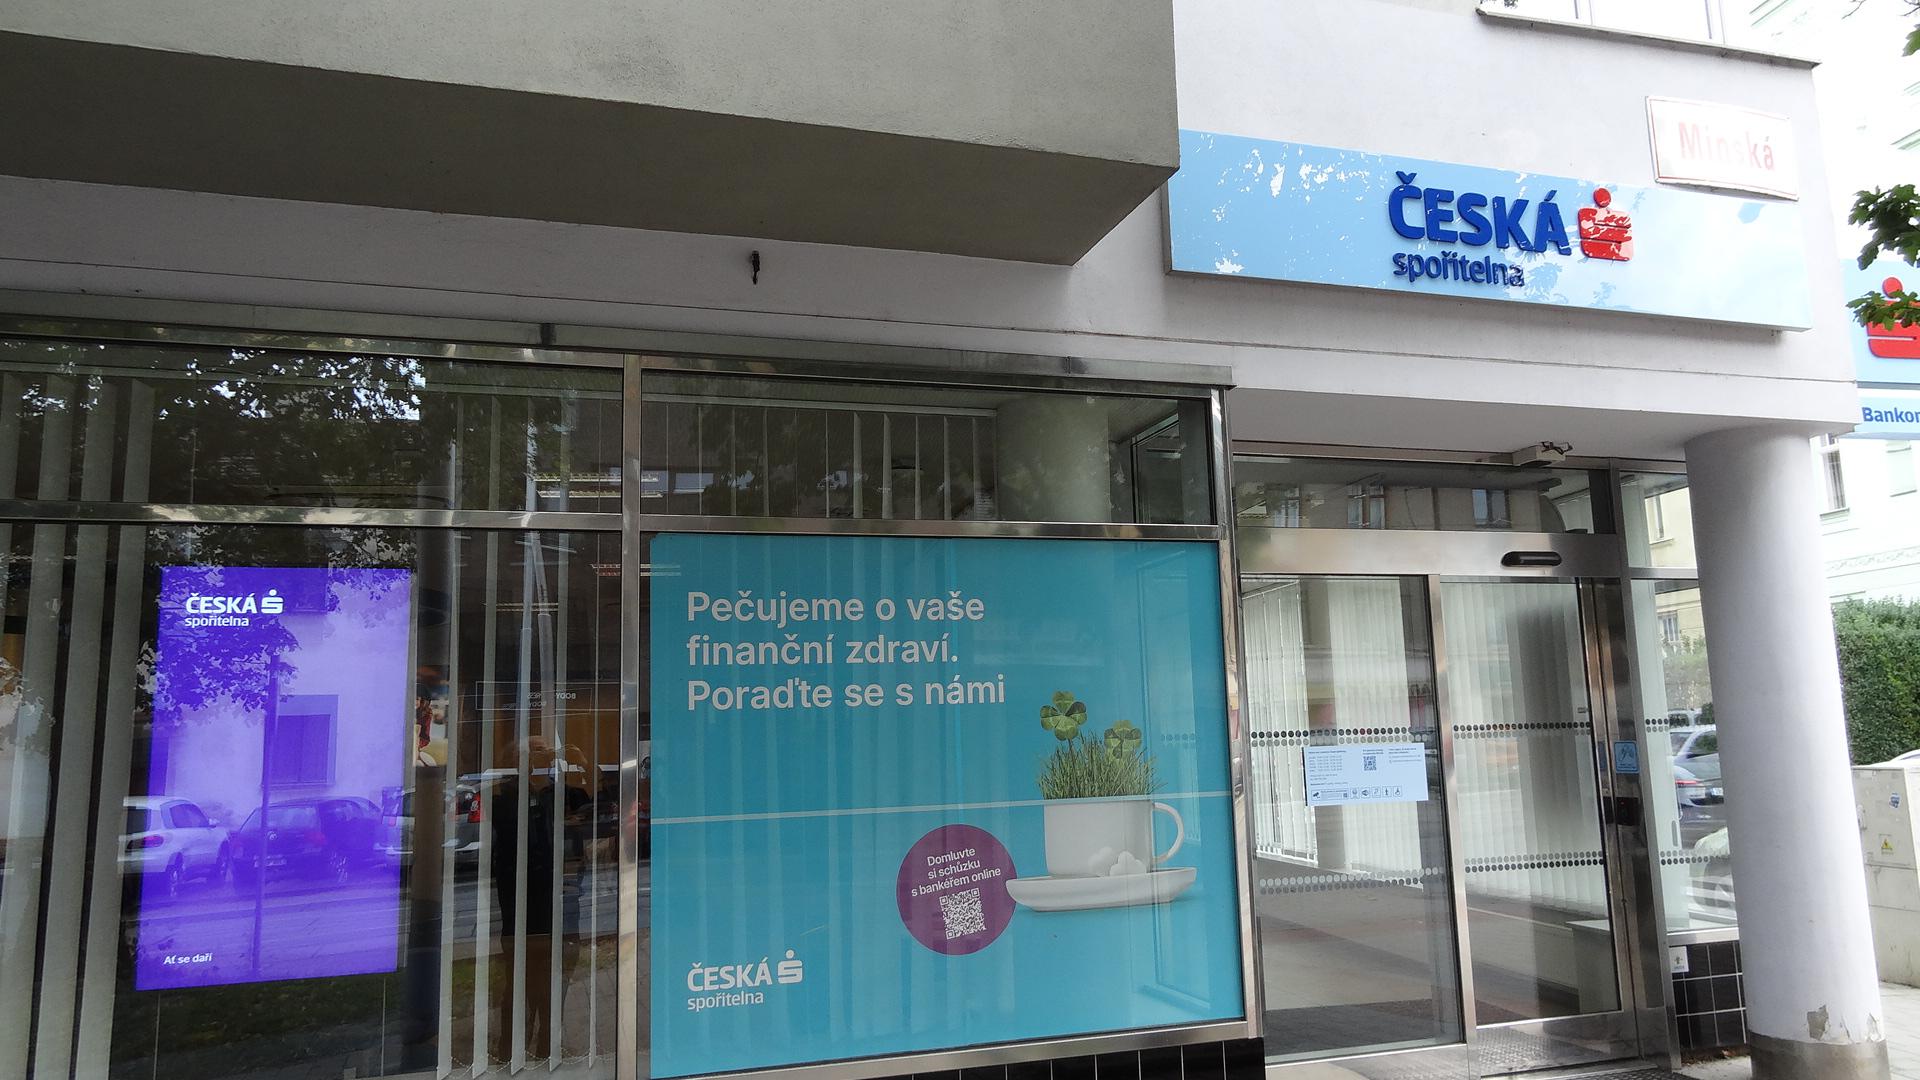 Minská
ČESKÁ
spořitelna
ČESKÁ
spořitelna
Ať se daří
Pečujeme o vaše
finanční zdraví.
Poraďte se s námi
Domluvte
si schůzku
s bankéřem online
ČESKÁ
spořitelna